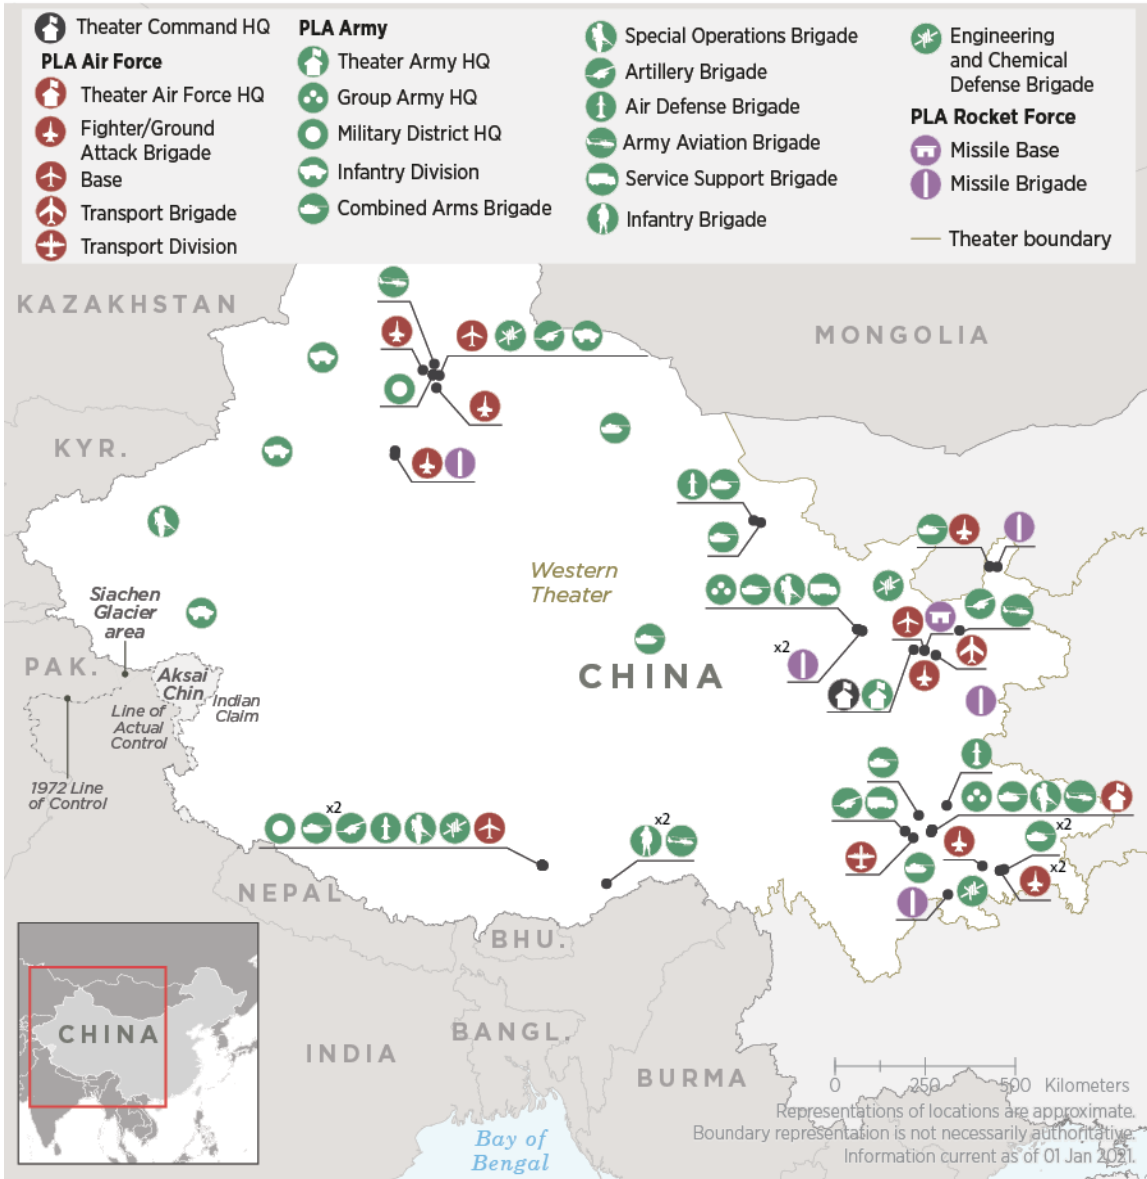 Theater Command HQ
PLA Air Force
Theater Air Force HQ
Fighter/Ground
Attack Brigade
Base
Transport Brigade
Transport Division
PLA Army
Theater Army HQ
Group Army HQ
Military District HQ
Infantry Division
Combined Arms Brigade
Special Operations Brigade
Artillery Brigade
Air Defense Brigade
Army Aviation Brigade
Service Support Brigade
Infantry Brigade
Engineering
and Chemical
Defense Brigade
PLA Rocket Force
Missile Base
Missile Brigade
Theater boundary
KAZAKHSTAN
MONGOLIA
KYR.
Western
Theater
Siachen
Glacier
area
x2
PAK.
Aksai
Chin
CHINA
Indian
Claim
Line of
Actual
Control
1972 Line
of Control
x2
x2
x2
x2
NEPAL
BHU.
CHINA
INDIA
BANGL.
BURMA
0 250 500 Kilometers
Representations of locations are approximate.
Boundary representation is not necessarily authoritative.
Information current as of 01 Jan 2021.
Bay of
Bengal